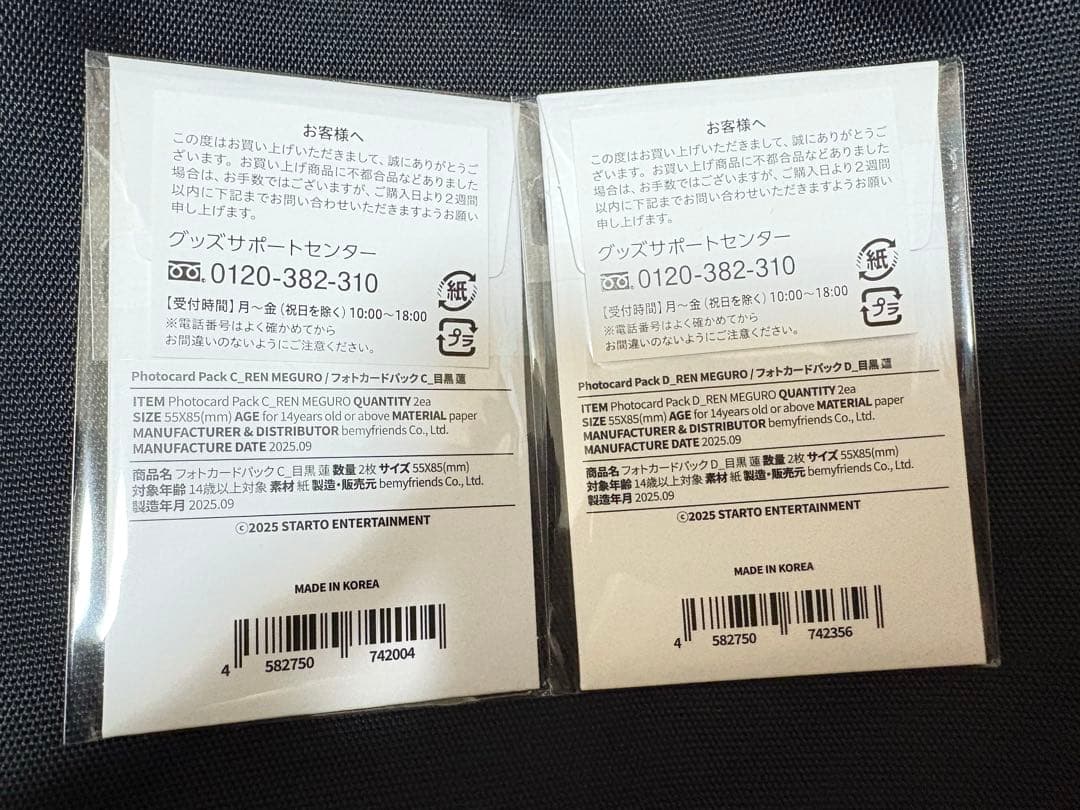 お客様へ
この度はお買い上げいただきまして、誠にありがとうご
ざいます。お買い上げ商品に不都合品などありました
場合は、お手数ではございますが、ご購入日より2週間
以内に下記までお問い合わせいただきますようお願い
申し上げます。
グッズサポートセンター
0120-382-310
【受付時間】月〜金(祝日を除く)10:00〜18:00
※電話番号はよく確かめてから
お間違いのないようにご注意ください。
紙
プラ
Photocard Pack C_REN MEGURO / フォトカードパック C_目黒 蓮
ITEM Photocard Pack C_REN MEGURO QUANTITY 2ea
SIZE 55X85(mm) AGE for 14years old or above MATERIAL paper
MANUFACTURER & DISTRIBUTOR bemyfriends Co., Ltd.
MANUFACTURE DATE 2025.09
商品名 フォトカードパック C_目黒 蓮 数量 2枚 サイズ 55X85(mm)
対象年齢 14歳以上対象 素材 紙 製造・販売元 bemyfriends Co., Ltd.
製造年月 2025.09
ⓒ2025 STARTO ENTERTAINMENT
MADE IN KOREA
4 582750 742004
お客様へ
この度はお買い上げいただきまして、誠にありがとうご
ざいます。お買い上げ商品に不都合品などありました
場合は、お手数ではございますが、ご購入日より2週間
以内に下記までお問い合わせいただきますようお願い
申し上げます。
グッズサポートセンター
0120-382-310
【受付時間】月〜金(祝日を除く)10:00〜18:00
※電話番号はよく確かめてから
お間違いのないようにご注意ください。
紙
プラ
Photocard Pack D_REN MEGURO / フォトカードパック D_目黒 蓮
ITEM Photocard Pack D_REN MEGURO QUANTITY 2ea
SIZE 55X85(mm) AGE for 14years old or above MATERIAL paper
MANUFACTURER & DISTRIBUTOR bemyfriends Co., Ltd.
MANUFACTURE DATE 2025.09
商品名 フォトカードパック D_目黒 蓮 数量 2枚 サイズ 55X85(mm)
対象年齢 14歳以上対象 素材 紙 製造・販売元 bemyfriends Co., Ltd.
製造年月 2025.09
ⓒ2025 STARTO ENTERTAINMENT
MADE IN KOREA
4 582750 742356